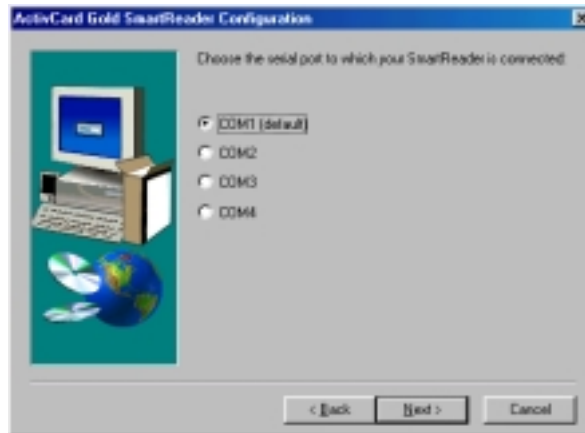 ActivCard Gold SmartReader Configuration
Choose the serial port to which your SmartReader is connected:
COM1 (default)
COM2
COM3
COM4
< Back
Next >
Cancel